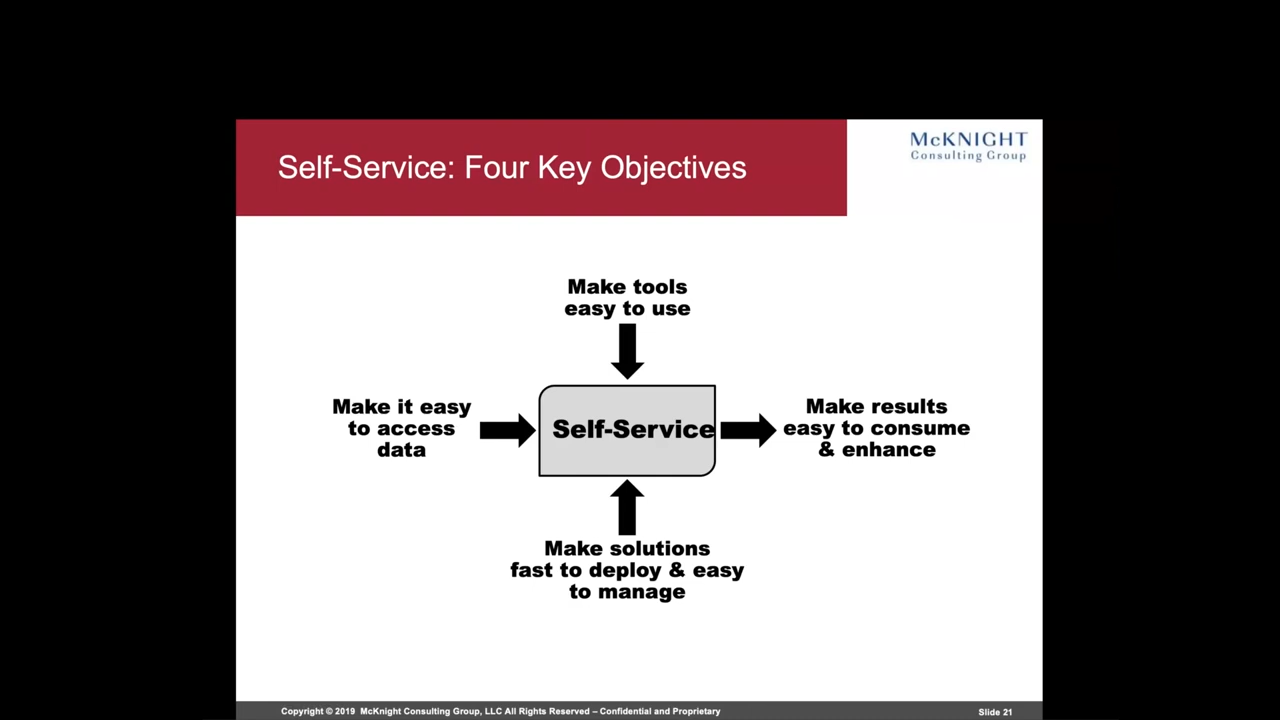 Self-Service: Four Key Objectives
McKNIGHT
Consulting Group
Make tools
easy to use
Make it easy
to access
data
Self-Service
Make results
easy to consume
& enhance
Make solutions
fast to deploy & easy
to manage
Copyright © 2019 McKnight Consulting Group, LLC All Rights Reserved – Confidential and Proprietary
Slide 21